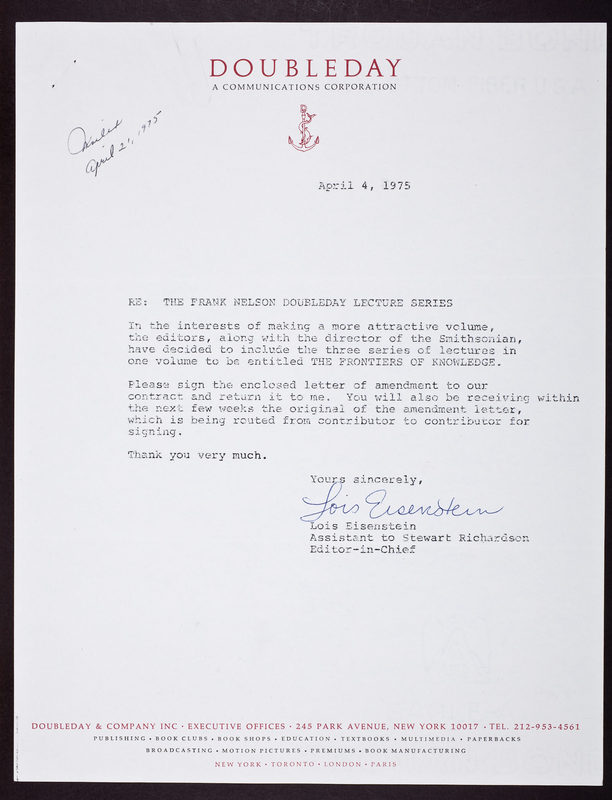 DOUBLEDAY
A COMMUNICATIONS CORPORATION
mailed
April 21, 1975
April 4, 1975
RE: THE FRANK NELSON DOUBLEDAY LECTURE SERIES
In the interests of making a more attractive volume,
the editors, along with the director of the Smithsonian,
have decided to include the three series of lectures in
one volume to be entitled THE FRONTIERS OF KNOWLEDGE.
Please sign the enclosed letter of amendment to our
contract and return it to me. You will also be receiving within
the next few weeks the original of the amendment letter,
which is being routed from contributor to contributor for
signing.
Thank you very much.
Yours sincerely,
Lois Eisenstein
Lois Eisenstein
Assistant to Stewart Richardson
Editor-in-Chief
DOUBLEDAY & COMPANY INC • EXECUTIVE OFFICES • 245 PARK AVENUE, NEW YORK 10017 • TEL. 212-953-4561
PUBLISHING • BOOK CLUBS • BOOK SHOPS • EDUCATION • TEXTBOOKS • MULTIMEDIA • PAPERBACKS
BROADCASTING • MOTION PICTURES • PREMIUMS • BOOK MANUFACTURING
NEW YORK • TORONTO • LONDON • PARIS